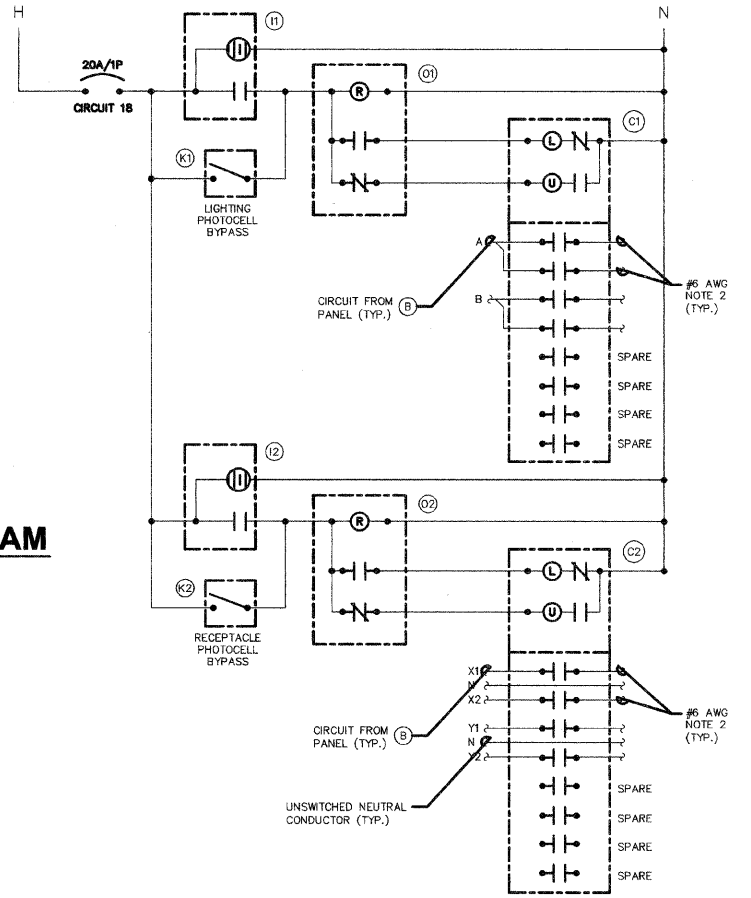 H
N
I1
I
20A/1P
CIRCUIT 18
O1
R
C1
K1
L
U
LIGHTING
PHOTOCELL
BYPASS
A
CIRCUIT FROM
PANEL (TYP.)
B
B
#6 AWG
NOTE 2
(TYP.)
SPARE
SPARE
SPARE
SPARE
I2
I
O2
R
AM
C2
L
K2
U
RECEPTACLE
PHOTOCELL
BYPASS
X1
N
X2
#6 AWG
NOTE 2
(TYP.)
CIRCUIT FROM
PANEL (TYP.)
B
Y1
N
Y2
UNSWITCHED NEUTRAL
CONDUCTOR (TYP.)
SPARE
SPARE
SPARE
SPARE